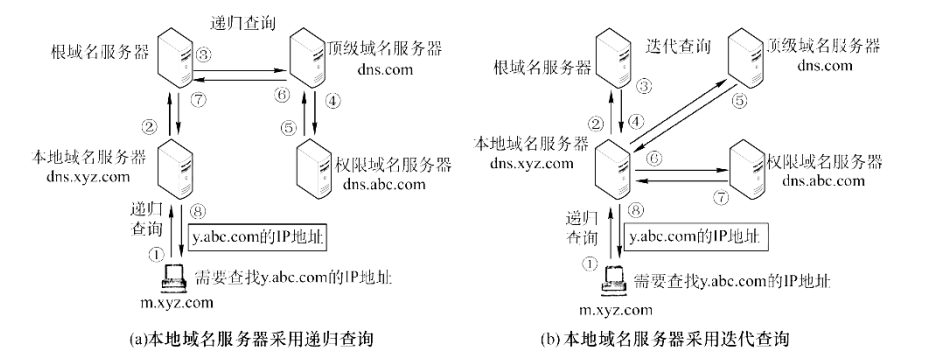 递归查询
根域名服务器
③
顶级域名服务器
dns.com
⑦
⑥
④
②
⑤
本地域名服务器
dns.xyz.com
权限域名服务器
dns.abc.com
递归
查询
⑧
y.abc.com的IP地址
①
需要查找y.abc.com的IP地址
m.xyz.com
(a)本地域名服务器采用递归查询
迭代查询
根域名服务器
③
顶级域名服务器
dns.com
⑤
②
④
本地域名服务器
dns.xyz.com
⑥
权限域名服务器
dns.abc.com
⑦
递归
查询
⑧
y.abc.com的IP地址
①
需要查找y.abc.com的IP地址
m.xyz.com
(b)本地域名服务器采用迭代查询